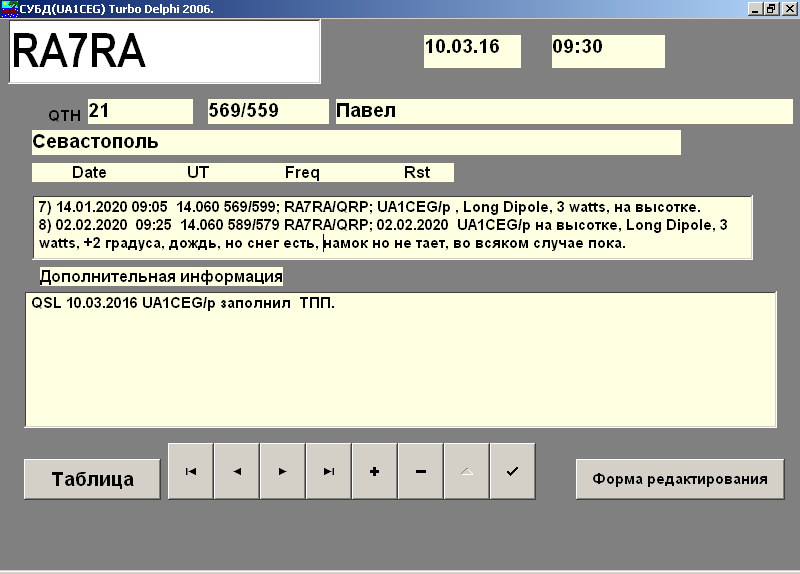 СУБД(UA1CEG) Turbo Delphi 2006.
RA7RA
10.03.16 09:30
QTH 21 569/559 Павел
Севастополь
Date UT Freq Rst
7) 14.01.2020 09:05 14.060 569/599; RA7RA/QRP; UA1CEG/p , Long Dipole, 3 watts, на высотке.
8) 02.02.2020 09:25 14.060 589/579 RA7RA/QRP; 02.02.2020 UA1CEG/p на высотке, Long Dipole, 3
watts, +2 градуса, дождь, но снег есть, намок но не тает, во всяком случае пока.
Дополнительная информация
QSL 10.03.2016 UA1CEG/p заполнил ТПП.
Таблица
Форма редактирования